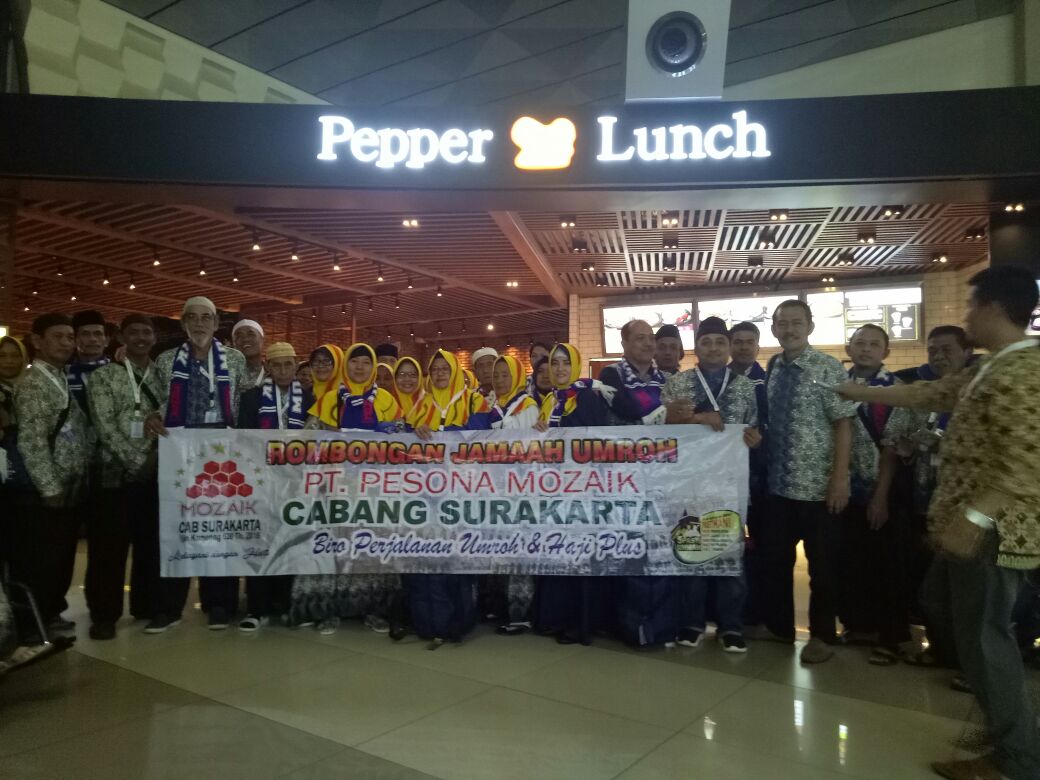 Pepper Lunch
ROMBONGAN JAMAAH UMROH
PT. PESONA MOZAIK
CABANG SURAKARTA
Biro Perjalanan Umroh & Haji Plus
MOZAIK
CAB SURAKARTA